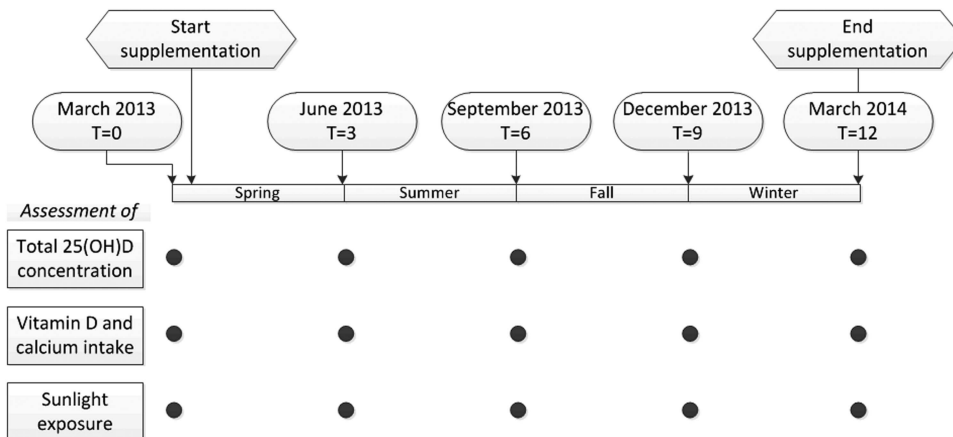 Start
supplementation
End
supplementation
March 2013
T=0
June 2013
T=3
September 2013
T=6
December 2013
T=9
March 2014
T=12
Spring
Summer
Fall
Winter
Assessment of
Total 25(OH)D
concentration
Vitamin D and
calcium intake
Sunlight
exposure